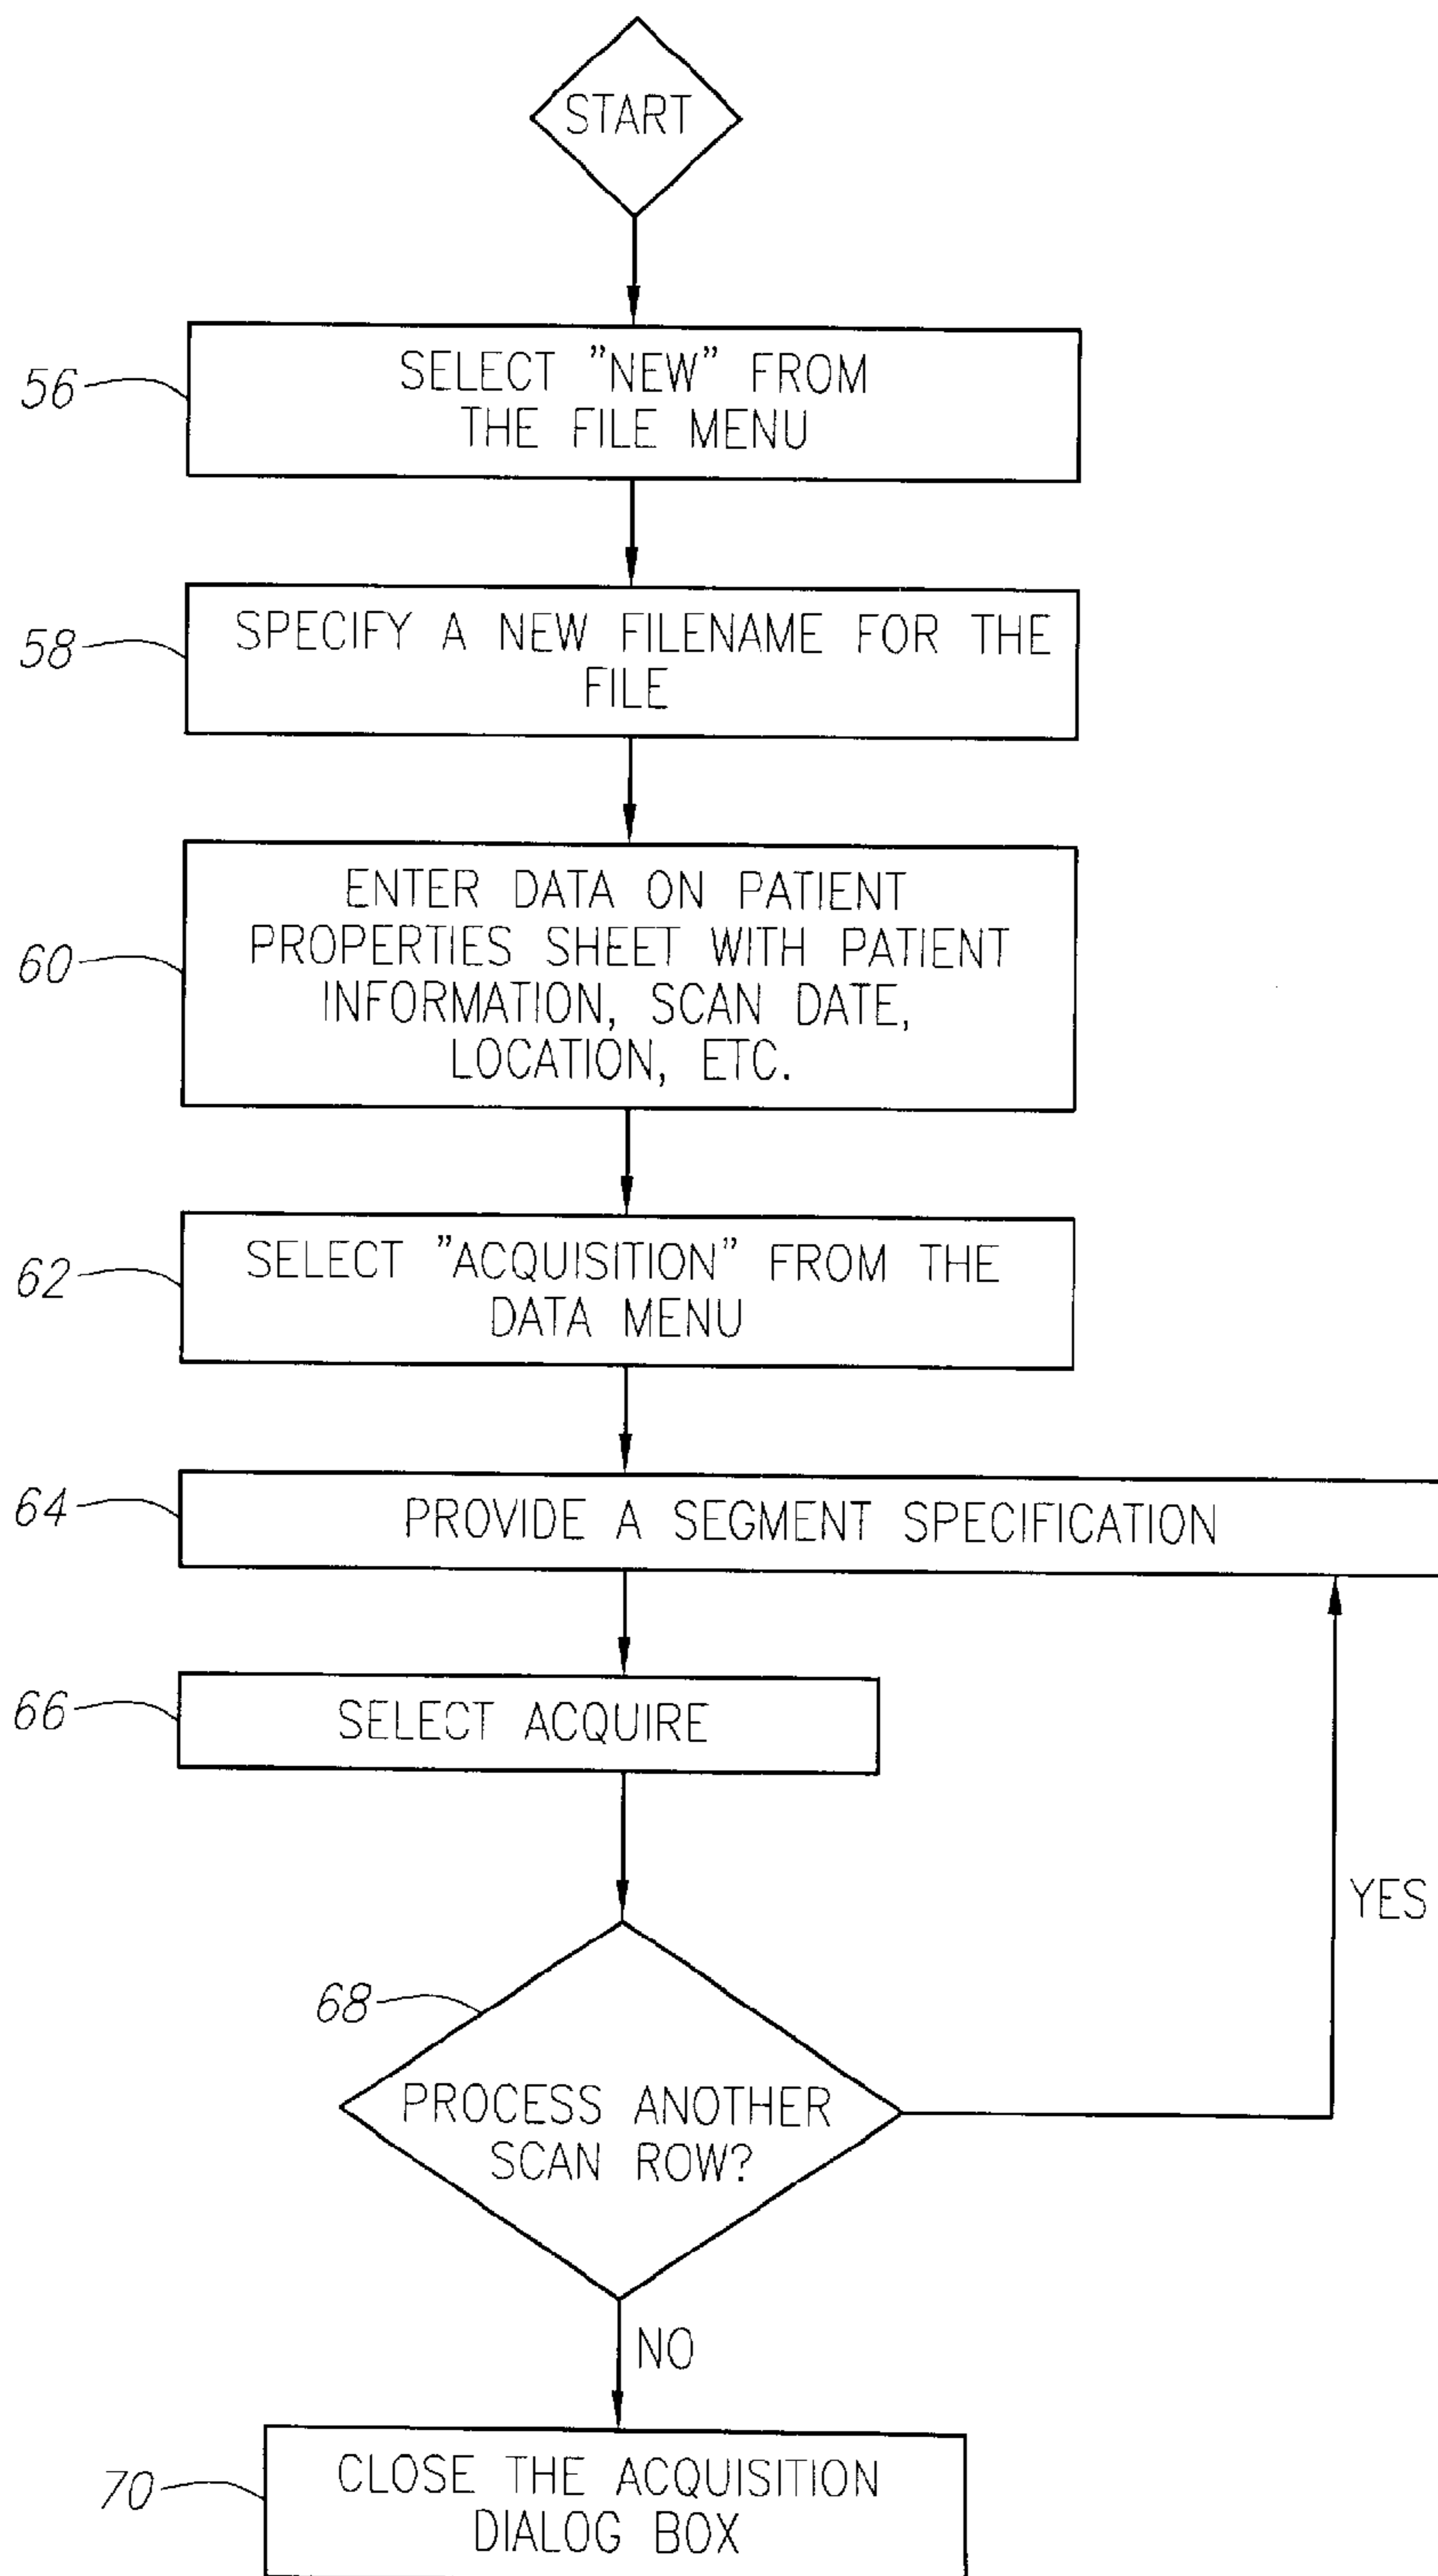 START
56
SELECT "NEW" FROM
THE FILE MENU
58
SPECIFY A NEW FILENAME FOR THE
FILE
60
ENTER DATA ON PATIENT
PROPERTIES SHEET WITH PATIENT
INFORMATION, SCAN DATE,
LOCATION, ETC.
62
SELECT "ACQUISITION" FROM THE
DATA MENU
64
PROVIDE A SEGMENT SPECIFICATION
66
SELECT ACQUIRE
YES
68
PROCESS ANOTHER
SCAN ROW?
NO
70
CLOSE THE ACQUISITION
DIALOG BOX